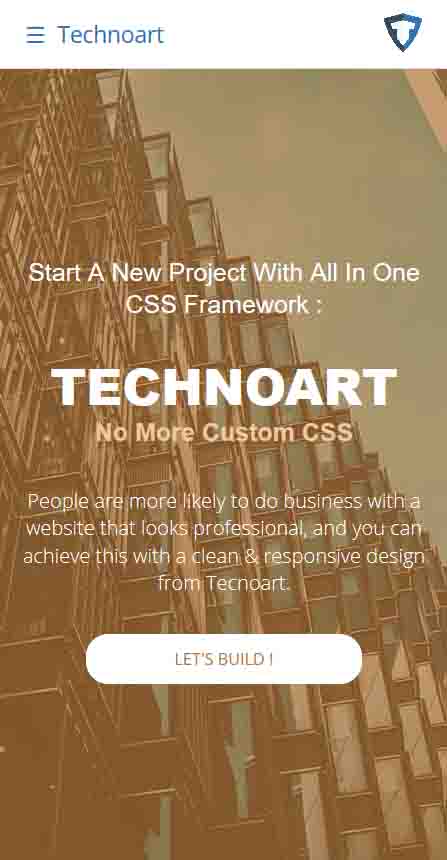 ☰ Technoart
Start A New Project With All In One
CSS Framework :
TECHNOART
No More Custom CSS
People are more likely to do business with a
website that looks professional, and you can
achieve this with a clean & responsive design
from Tecnoart.
LET'S BUILD !